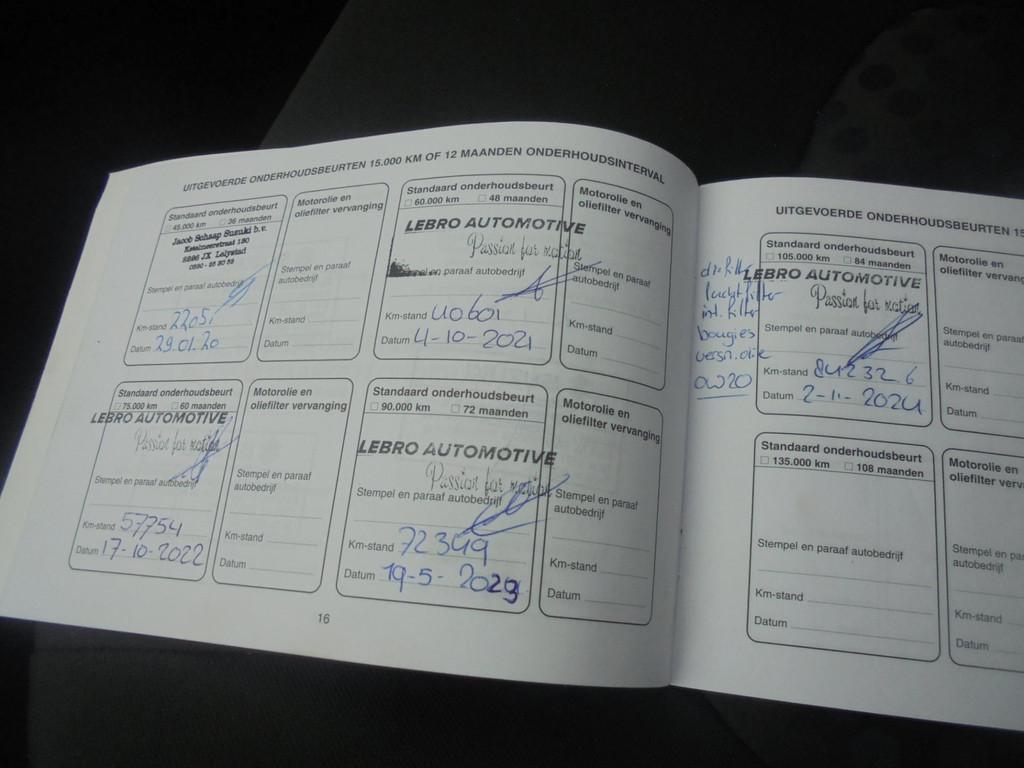 UITGEVOERDE ONDERHOUDSBEURTEN 15.000 KM OF 12 MAANDEN ONDERHOUDSINTERVAL
Standaard onderhoudsbeurt
45.000 km 36 maanden
Jacob Schaap Suzuki b.v.
Ketelmeerstraat 130
8226 JX Lelystad
Stempel en paraaf autobedrijf
Km-stand 22051
Datum 29.01.20
Motorolie en
oliefilter vervanging
Stempel en paraaf
autobedrijf
Km-stand
Datum
Standaard onderhoudsbeurt
60.000 km 48 maanden
LEBRO AUTOMOTIVE
Passion for motion
en paraaf autobedrijf
Km-stand 40601
Datum 4-10-2021
Motorolie en
oliefilter vervanging
Stempel en paraaf
autobedrijf
Km-stand
Datum
Standaard onderhoudsbeurt
75.000 km 60 maanden
LEBRO AUTOMOTIVE
Passion for motion
Stempel en paraaf autobedrijf
Km-stand 57754
Datum 17-10-2022
Motorolie en
oliefilter vervanging
Stempel en paraaf
autobedrijf
Km-stand
Datum
Standaard onderhoudsbeurt
90.000 km 72 maanden
LEBRO AUTOMOTIVE
Passion for motion
Stempel en paraaf autobedrijf
Km-stand 72349
Datum 19-5-2023
Motorolie en
oliefilter vervanging
Stempel en paraaf
autobedrijf
Km-stand
Datum
16
UITGEVOERDE ONDERHOUDSBEURTEN 15
Standaard onderhoudsbeurt
105.000 km 84 maanden
LEBRO AUTOMOTIVE
Passion for motion
Stempel en paraaf autobedrijf
Km-stand 84232 6
Datum 2-11-2024
luchtfilter
int. filter
bougies
versn. olie
0W20
Motorolie en
oliefilter verv
Stempel en paraaf
autobedrijf
Km-stand
Datum
Standaard onderhoudsbeurt
135.000 km 108 maanden
Stempel en paraaf autobedrijf
Km-stand
Datum
Motorolie en
oliefilter verv
Stempel en para
autobedrijf
Km-stand
Datum